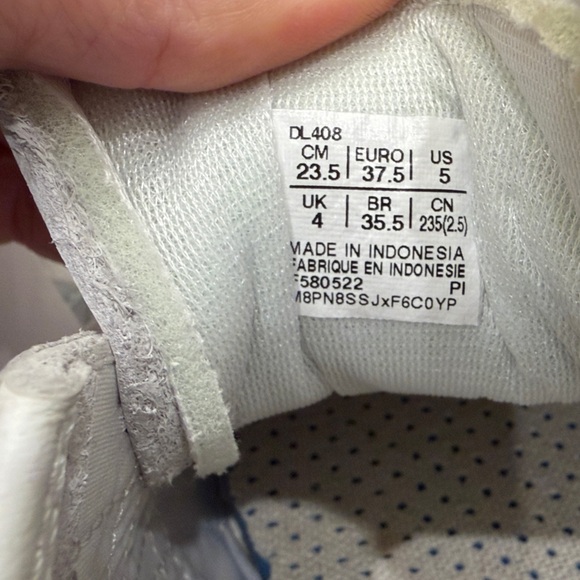 DL408
CM | EURO | US
23.5 | 37.5 | 5
UK | BR | CN
4 | 35.5 | 235(2.5)
MADE IN INDONESIA
FABRIQUE EN INDONESIE
580522 PI
M8PN8SSJxF6C0YP